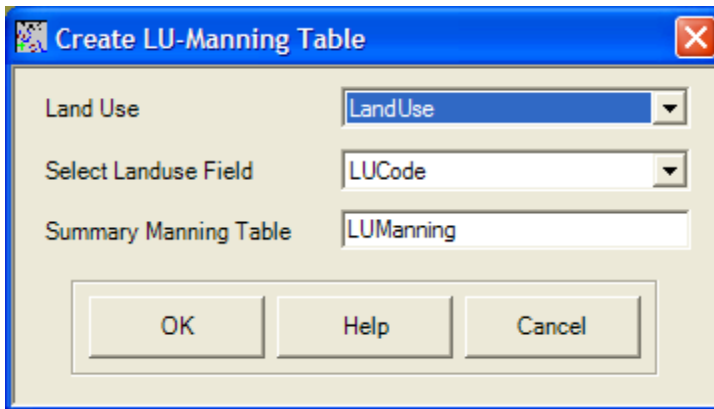 Create LU-Manning Table
Land Use LandUse
Select Landuse Field LUCode
Summary Manning Table LUManning
OK Help Cancel